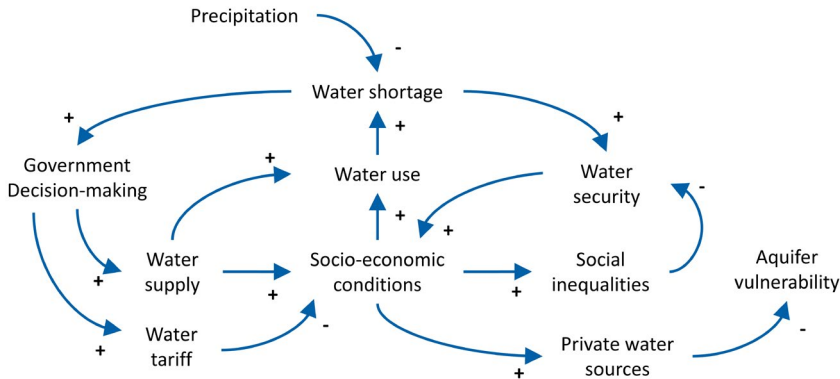 Precipitation
-
Water shortage
+
+
+
Government
Decision-making
+
Water use
Water
security
-
+
+
+
Water
supply
+
Socio-economic
conditions
+
Social
inequalities
+
Aquifer
vulnerability
+
Water
tariff
-
+
Private water
sources
-